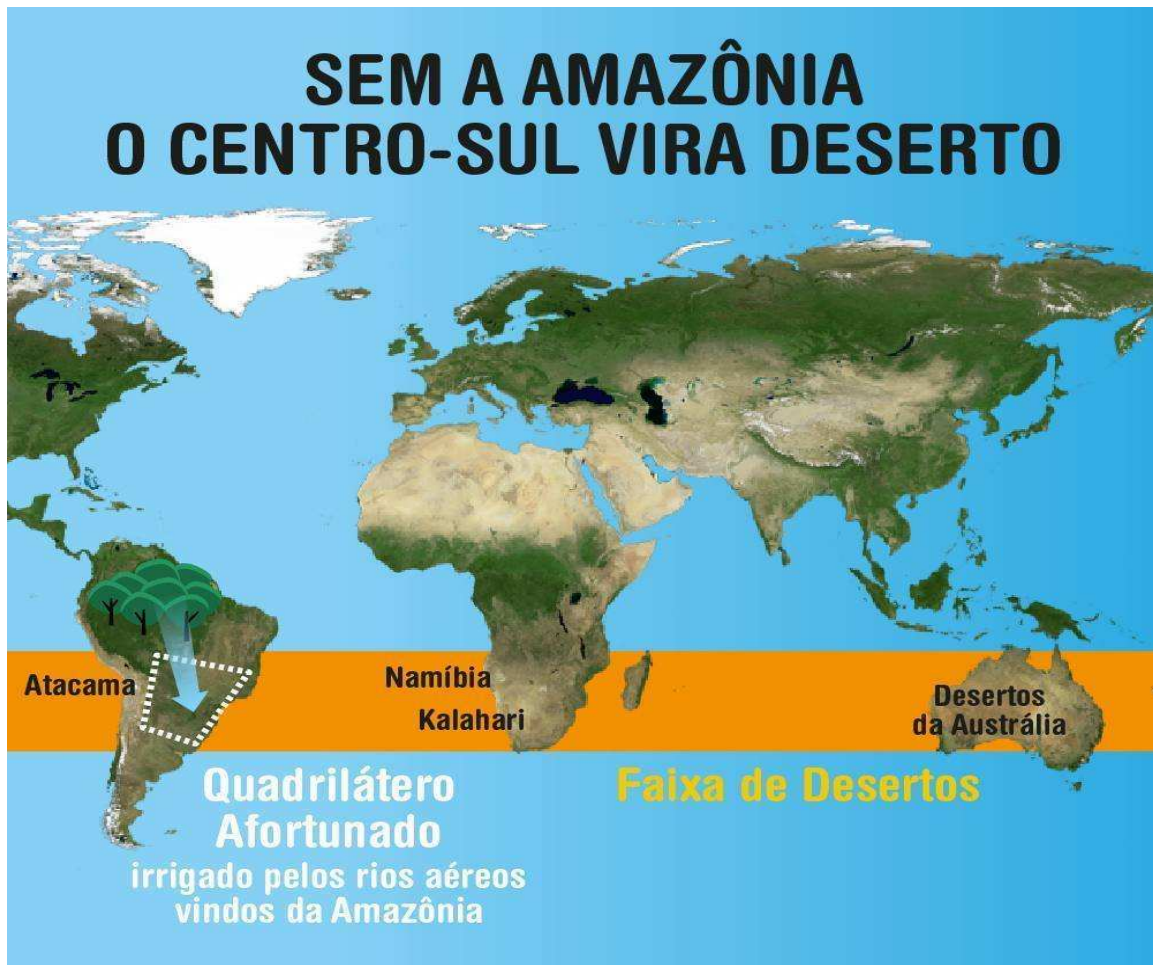 SEM A AMAZÔNIA
O CENTRO-SUL VIRA DESERTO
Atacama
Namíbia
Kalahari
Desertos
da Austrália
Quadrilátero
Afortunado
irrigado pelos rios aéreos
vindos da Amazônia
Faixa de Desertos